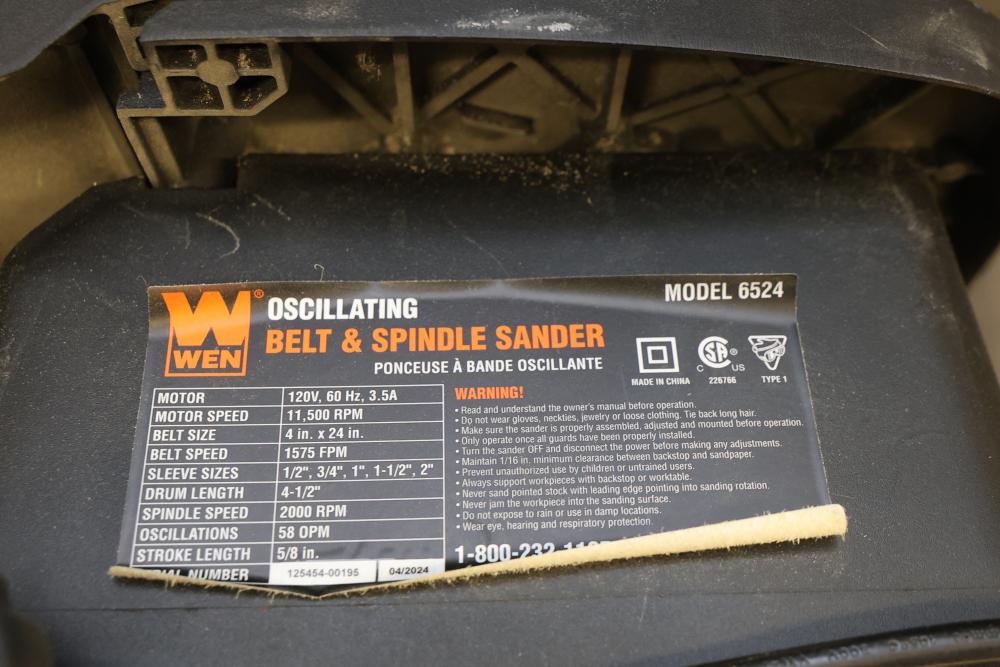 WEN®
OSCILLATING
BELT & SPINDLE SANDER
PONCEUSE À BANDE OSCILLANTE
MODEL 6524
MADE IN CHINA
C SA ® US
226766
TYPE 1
MOTOR 120V, 60 Hz, 3.5A
MOTOR SPEED 11,500 RPM
BELT SIZE 4 in. x 24 in.
BELT SPEED 1575 FPM
SLEEVE SIZES 1/2", 3/4", 1", 1-1/2", 2"
DRUM LENGTH 4-1/2"
SPINDLE SPEED 2000 RPM
OSCILLATIONS 58 OPM
STROKE LENGTH 5/8 in.
NUMBER 125454-00195 04/2024
WARNING!
• Read and understand the owner's manual before operation.
• Do not wear gloves, neckties, jewelry or loose clothing. Tie back long hair.
• Make sure the sander is properly assembled, adjusted and mounted before operation.
• Only operate once all guards have been properly installed.
• Turn the sander OFF and disconnect the power before making any adjustments.
• Maintain 1/16 in. minimum clearance between backstop and sandpaper.
• Prevent unauthorized use by children or untrained users.
• Always support workpieces with backstop or worktable.
• Never sand pointed stock with leading edge pointing into sanding rotation.
• Never jam the workpiece into the sanding surface.
• Do not expose to rain or use in damp locations.
• Wear eye, hearing and respiratory protection.
1-800-232-